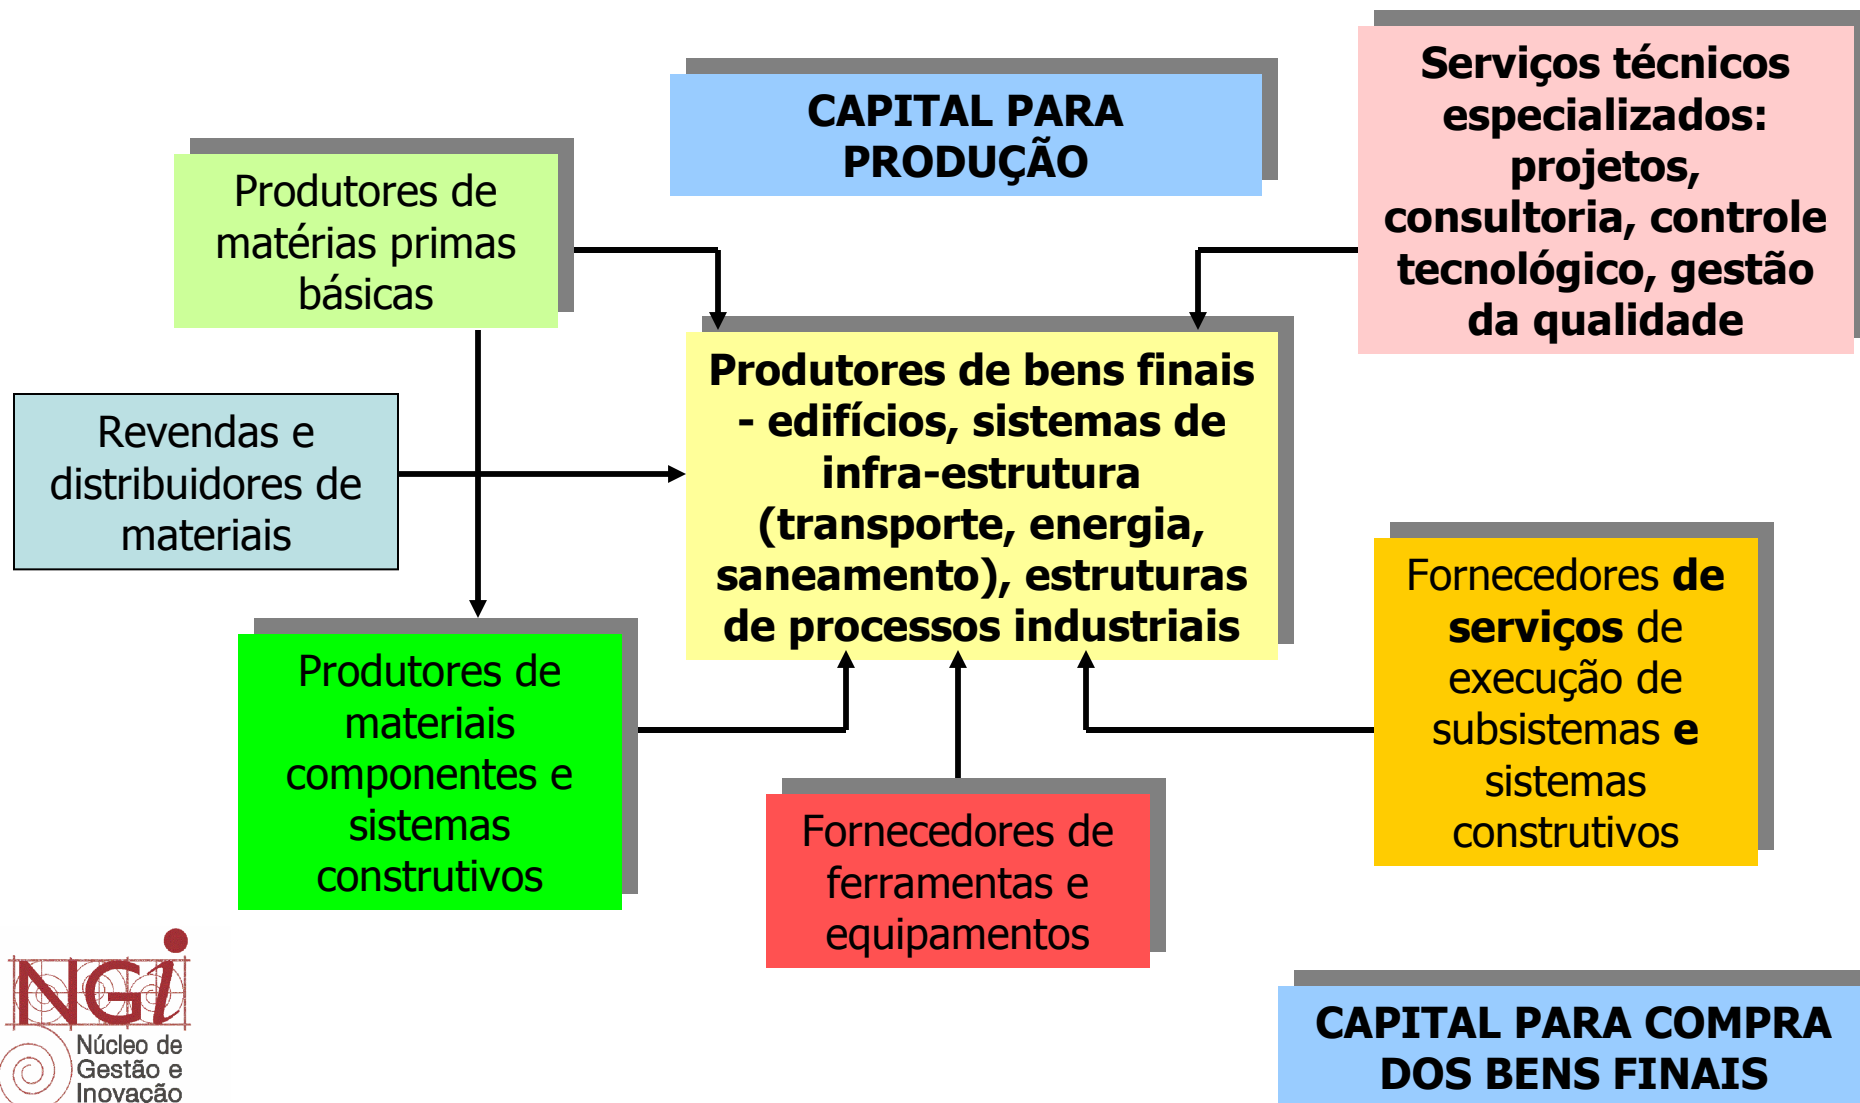 CAPITAL PARA
PRODUÇÃO
Serviços técnicos
especializados:
projetos,
consultoria, controle
tecnológico, gestão
da qualidade
Produtores de
matérias primas
básicas
Produtores de bens finais
- edifícios, sistemas de
infra-estrutura
(transporte, energia,
saneamento), estruturas
de processos industriais
Revendas e
distribuidores de
materiais
Fornecedores de
serviços de
execução de
subsistemas e
sistemas
construtivos
Produtores de
materiais
componentes e
sistemas
construtivos
Fornecedores de
ferramentas e
equipamentos
NGi
Núcleo de
Gestão e
Inovação
CAPITAL PARA COMPRA
DOS BENS FINAIS